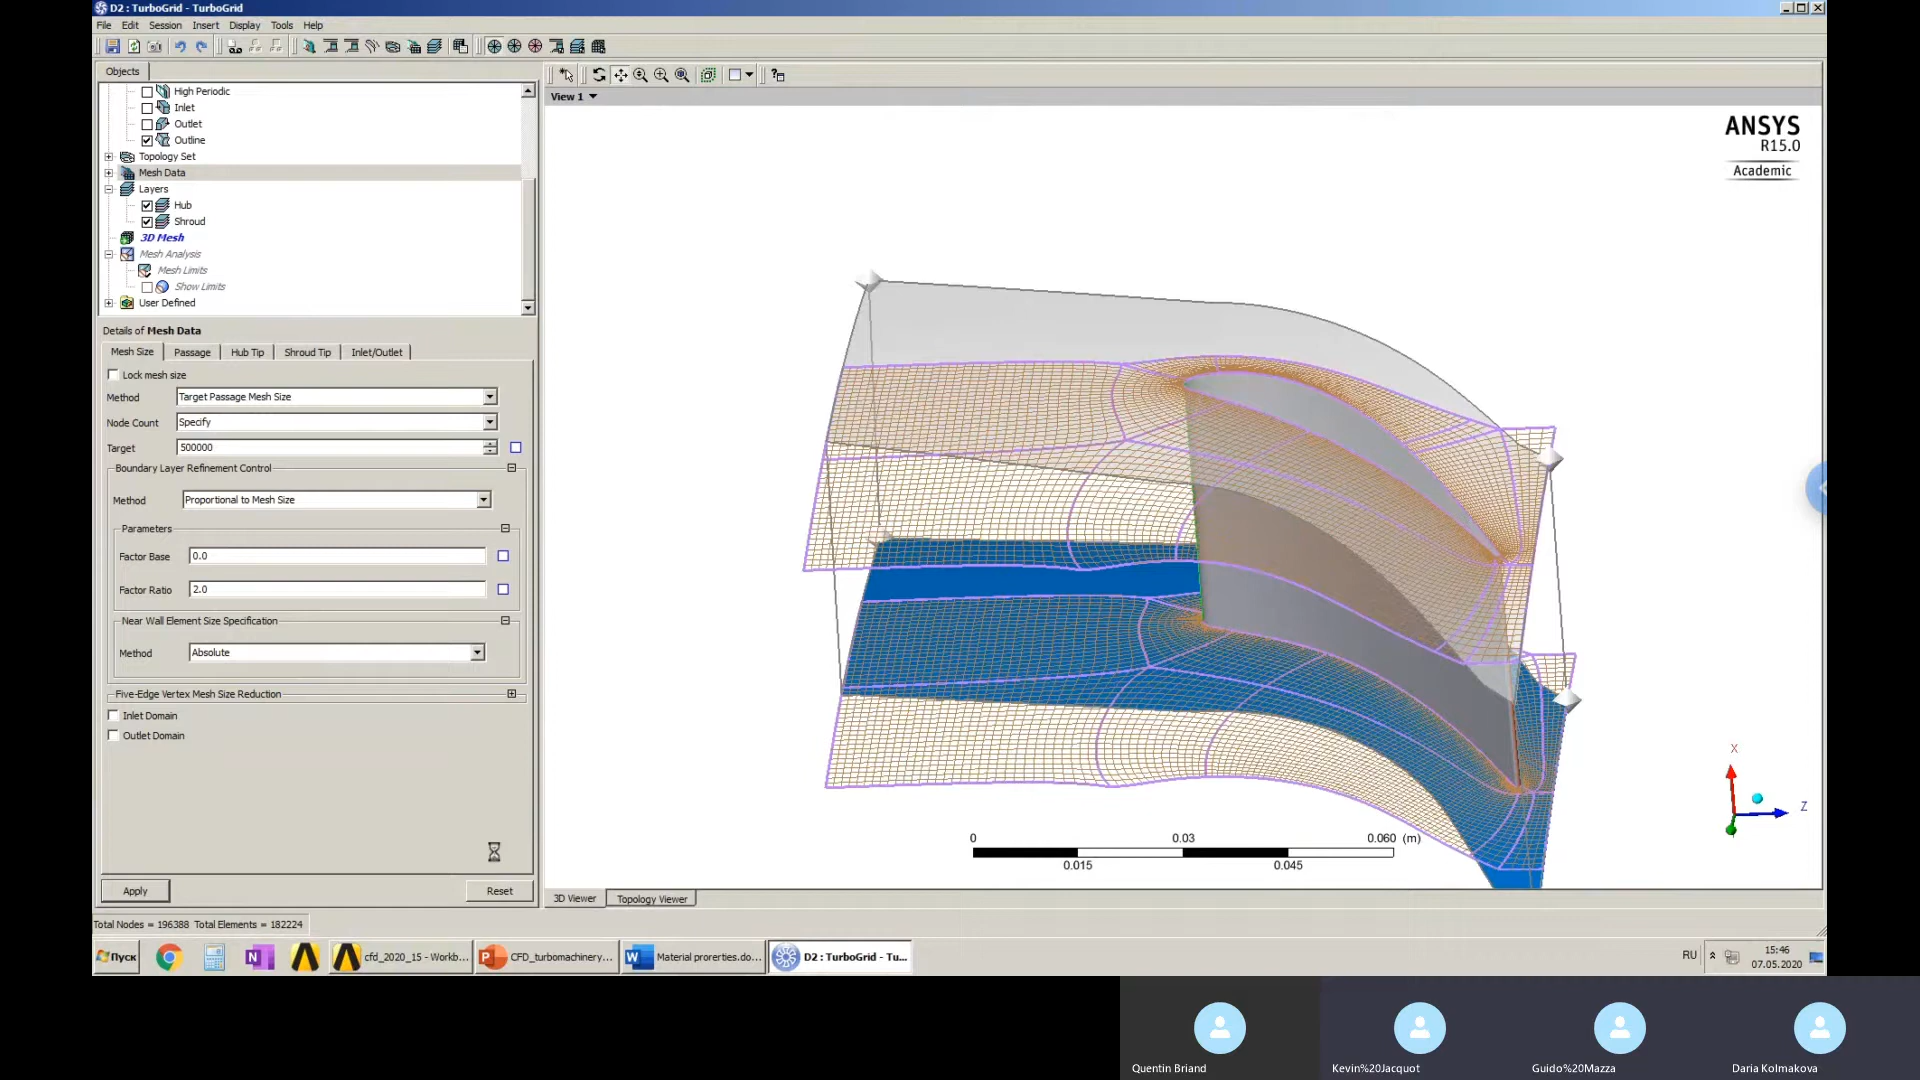 D2 : TurboGrid - TurboGrid
File Edit Session Insert Display Tools Help
Objects
High Periodic
Inlet
Outlet
Outline
Topology Set
Mesh Data
Layers
Hub
Shroud
3D Mesh
Mesh Analysis
Mesh Limits
Show Limits
User Defined
Details of Mesh Data
Mesh Size Passage Hub Tip Shroud Tip Inlet/Outlet
Lock mesh size
Method Target Passage Mesh Size
Node Count Specify
Target 500000
Boundary Layer Refinement Control
Method Proportional to Mesh Size
Parameters
Factor Base 0.0
Factor Ratio 2.0
Near Wall Element Size Specification
Method Absolute
Five-Edge Vertex Mesh Size Reduction
Inlet Domain
Outlet Domain
Apply Reset
Total Nodes = 196388 Total Elements = 182224
View 1
ANSYS
R15.0
Academic
X
Z
0 0.03 0.060 (m)
0.015 0.045
3D Viewer Topology Viewer
Пуск cfd_2020_15 - Workb... CFD_turbomachinery... Material prorerties.do... D2 : TurboGrid - Tu... RU 15:46
07.05.2020
Quentin Briand Kevin%20Jacquot Guido%20Mazza Daria Kolmakova